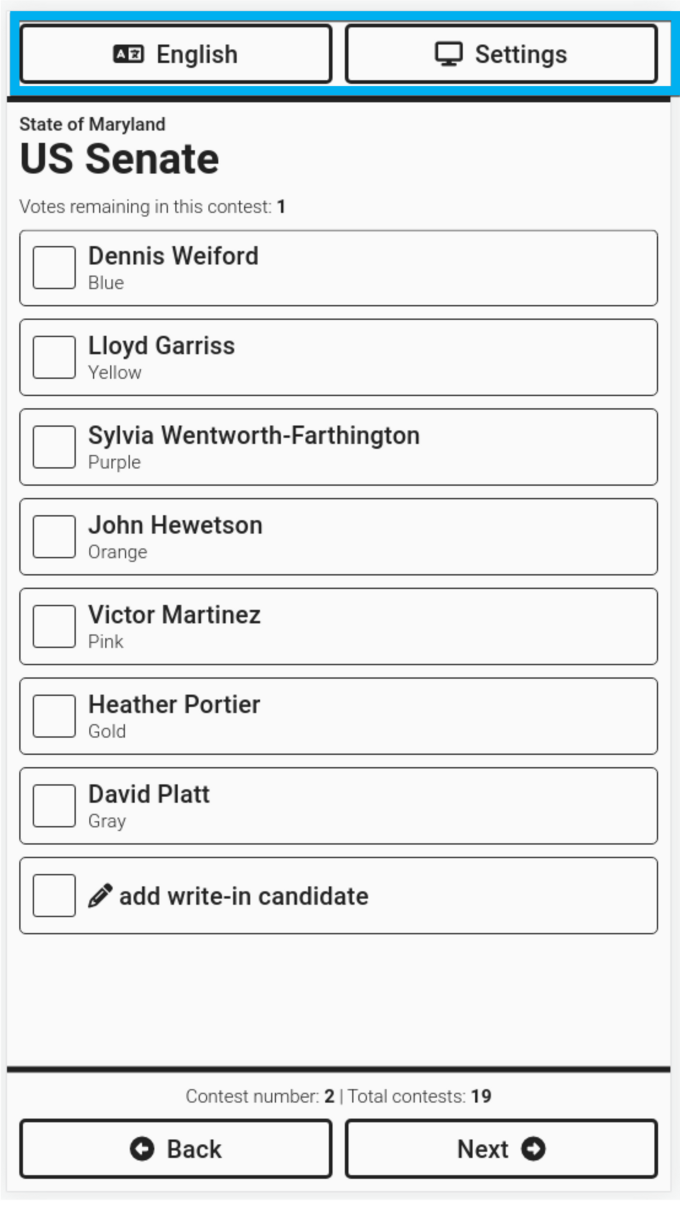 English
Settings
State of Maryland
US Senate
Votes remaining in this contest: 1
Dennis Weiford
Blue
Lloyd Garriss
Yellow
Sylvia Wentworth-Farthington
Purple
John Hewetson
Orange
Victor Martinez
Pink
Heather Portier
Gold
David Platt
Gray
add write-in candidate
Contest number: 2 | Total contests: 19
Back
Next